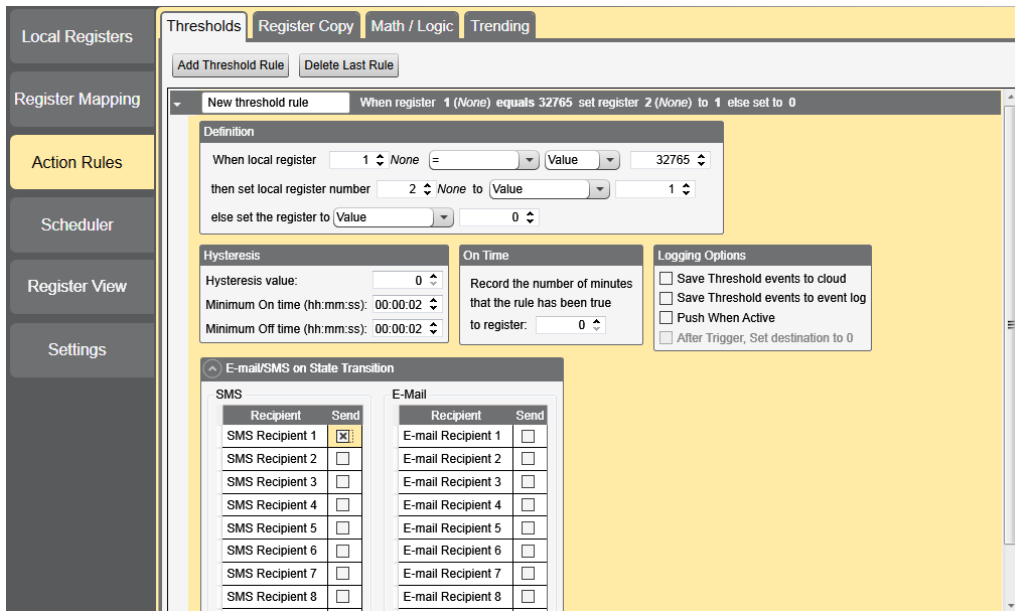 Local Registers
Register Mapping
Action Rules
Scheduler
Register View
Settings
Thresholds Register Copy Math / Logic Trending
Add Threshold Rule Delete Last Rule
New threshold rule When register 1 (None) equals 32765 set register 2 (None) to 1 else set to 0
Definition
When local register 1 None = Value 32765
then set local register number 2 None to Value 1
else set the register to Value 0
Hysteresis
Hysteresis value: 0
Minimum On time (hh:mm:ss): 00:00:02
Minimum Off time (hh:mm:ss): 00:00:02
On Time
Record the number of minutes
that the rule has been true
to register: 0
Logging Options
Save Threshold events to cloud
Save Threshold events to event log
Push When Active
After Trigger, Set destination to 0
E-mail/SMS on State Transition
SMS
Recipient Send
SMS Recipient 1
SMS Recipient 2
SMS Recipient 3
SMS Recipient 4
SMS Recipient 5
SMS Recipient 6
SMS Recipient 7
SMS Recipient 8
E-Mail
Recipient Send
E-mail Recipient 1
E-mail Recipient 2
E-mail Recipient 3
E-mail Recipient 4
E-mail Recipient 5
E-mail Recipient 6
E-mail Recipient 7
E-mail Recipient 8